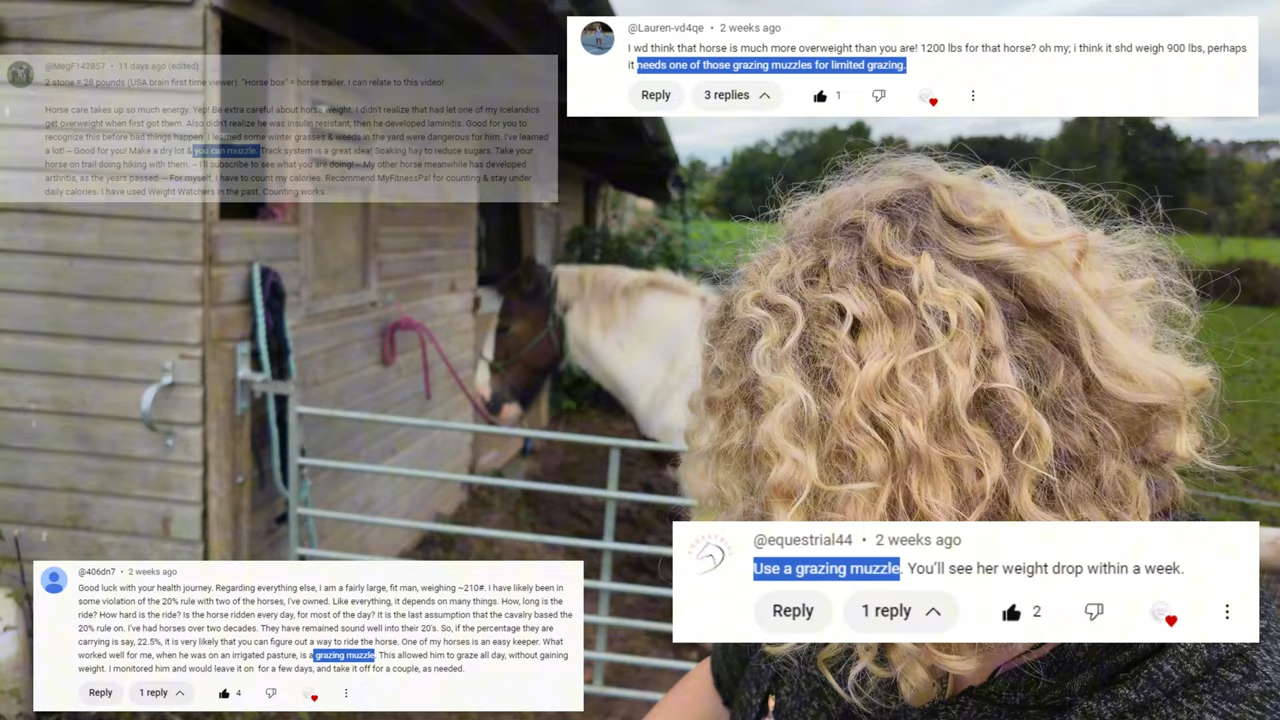 @Lauren-vd4qe • 2 weeks ago
I wd think that horse is much more overweight than you are! 1200 lbs for that horse? oh my; i think it shd weigh 900 lbs, perhaps
it needs one of those grazing muzzles for limited grazing.
Reply 3 replies 1
@MegF142857 • 11 days ago (edited)
2 stone = 28 pounds (USA brain first time viewer). "Horse box" = horse trailer. I can relate to this video!
Horse care takes up so much energy. Yep! Be extra careful about horse weight. I didn't realize that had let one of my Icelandics
get overweight when first got them. Also didn't realize he was insulin resistant, then he developed laminitis. Good for you to
recognize this before bad things happen. I learned some winter grasses & weeds in the yard were dangerous for him. I've learned
a lot! -- Good for you! Make a dry lot & you can muzzle. Track system is a great idea! Soaking hay to reduce sugars. Take your
horse on trail doing hiking with them. -- I'll subscribe to see what you are doing! -- My other horse meanwhile has developed
arthritis, as the years passed. -- For myself, I have to count my calories. Recommend MyFitnessPal for counting & stay under
daily calories. I have used Weight Watchers in the past. Counting works.
@equestrial44 • 2 weeks ago
Use a grazing muzzle. You'll see her weight drop within a week.
Reply 1 reply 2
@406dn7 • 2 weeks ago
Good luck with your health journey. Regarding everything else, I am a fairly large, fit man, weighing ~210#. I have likely been in
some violation of the 20% rule with two of the horses, I've owned. Like everything, it depends on many things. How, long is the
ride? How hard is the ride? Is the horse ridden every day, for most of the day? It is the last assumption that the cavalry based the
20% rule on. I've had horses over two decades. They have remained sound well into their 20's. So, if the percentage they are
carrying is say, 22.5%, it is very likely that you can figure out a way to ride the horse. One of my horses is an easy keeper. What
worked well for me, when he was on an irrigated pasture, is a grazing muzzle. This allowed him to graze all day, without gaining
weight. I monitored him and would leave it on for a few days, and take it off for a couple, as needed.
Reply 1 reply 4